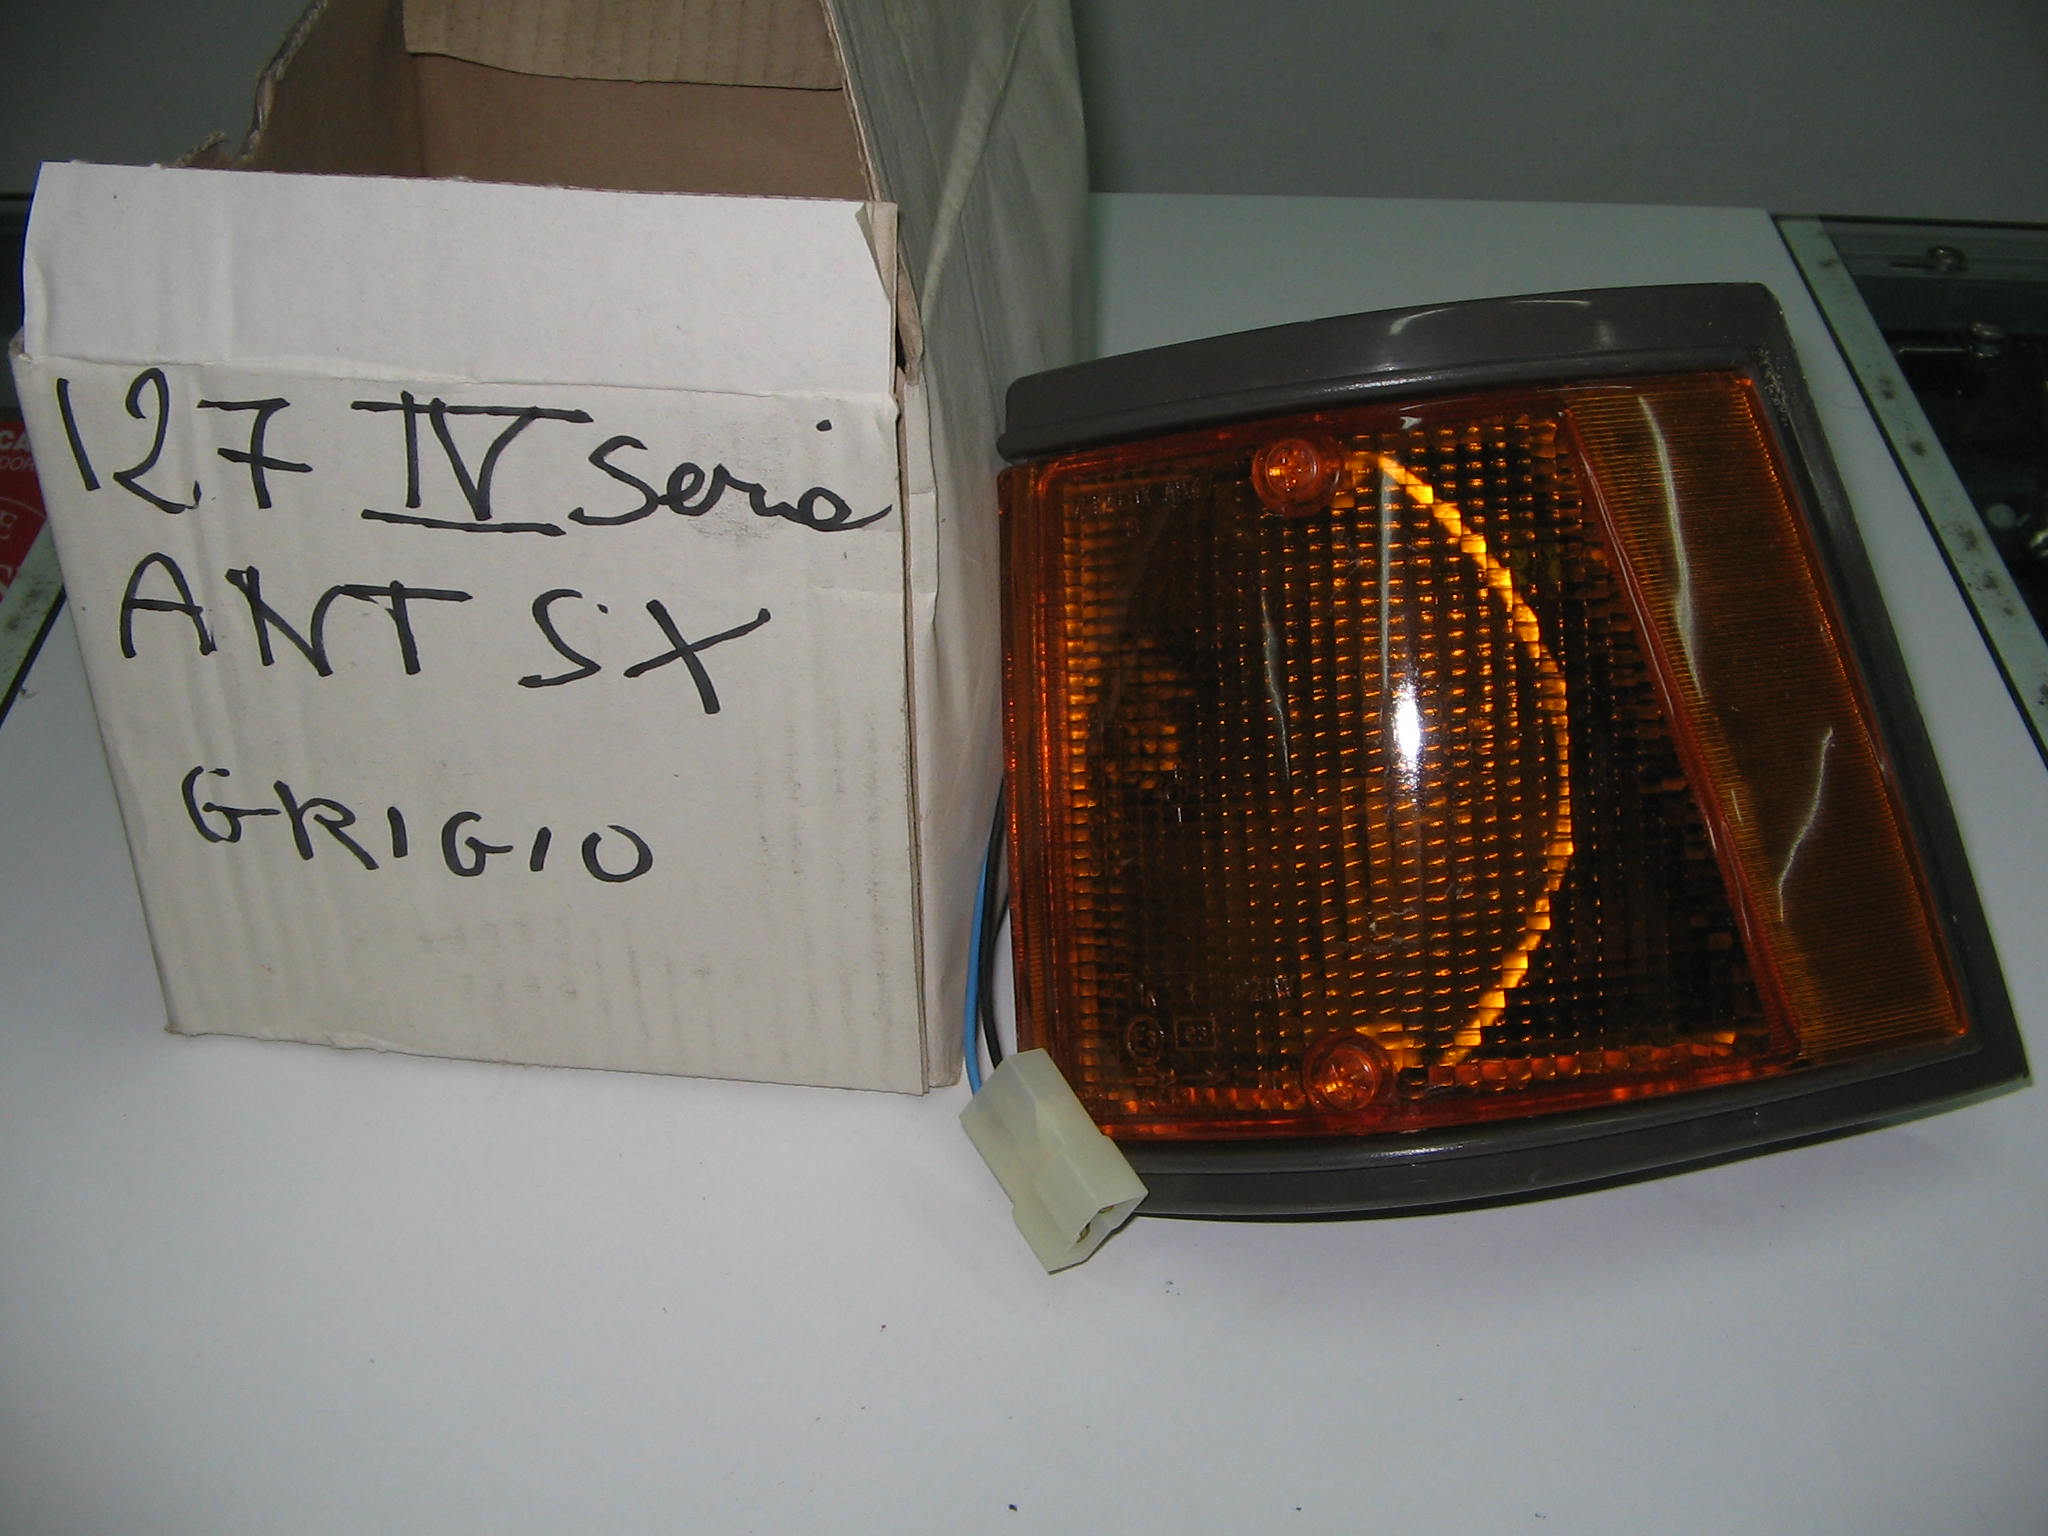 127 IV Serie
ANT SX
GRIGIO